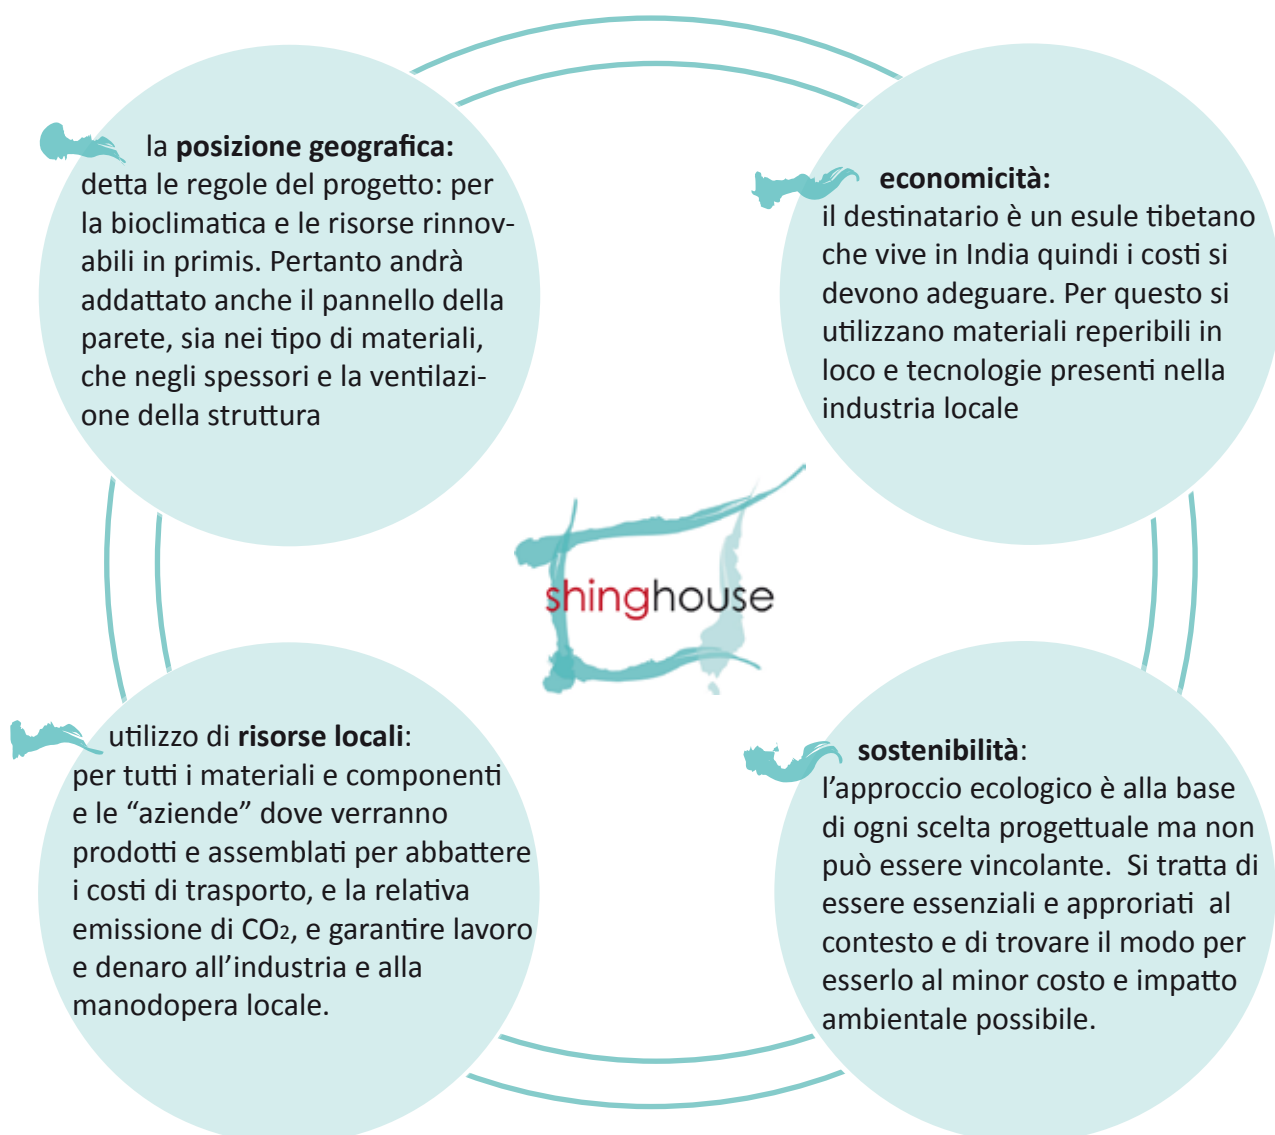 la posizione geografica:
detta le regole del progetto: per
la bioclimatica e le risorse rinnov-
abili in primis. Pertanto andrà
addattato anche il pannello della
parete, sia nei tipo di materiali,
che negli spessori e la ventilazi-
one della struttura
economicità:
il destinatario è un esule tibetano
che vive in India quindi i costi si
devono adeguare. Per questo si
utilizzano materiali reperibili in
loco e tecnologie presenti nella
industria locale
shinghouse
utilizzo di risorse locali:
per tutti i materiali e componenti
e le “aziende” dove verranno
prodotti e assemblati per abbattere
i costi di trasporto, e la relativa
emissione di CO2, e garantire lavoro
e denaro all’industria e alla
manodopera locale.
sostenibilità:
l’approccio ecologico è alla base
di ogni scelta progettuale ma non
può essere vincolante.  Si tratta di
essere essenziali e approriati  al
contesto e di trovare il modo per
esserlo al minor costo e impatto
ambientale possibile.